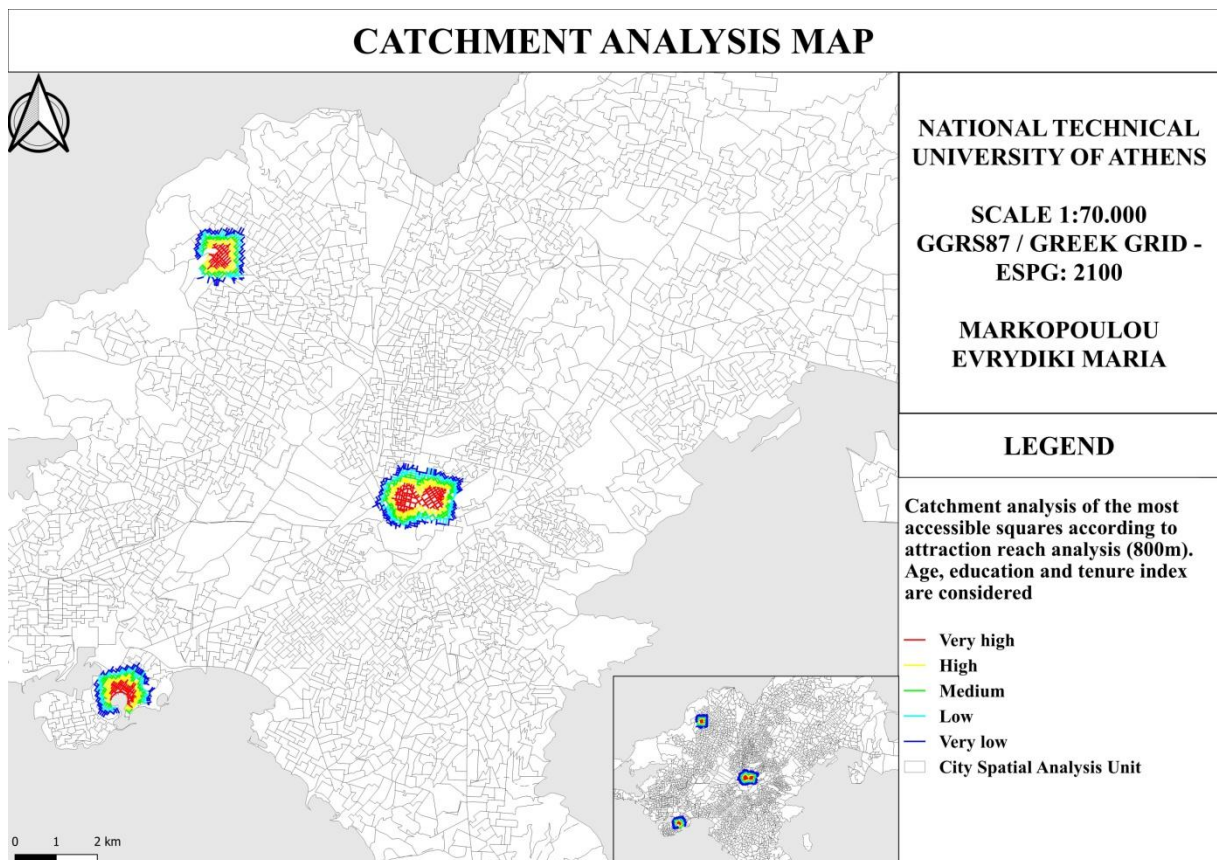 CATCHMENT ANALYSIS MAP
NATIONAL TECHNICAL
UNIVERSITY OF ATHENS
SCALE 1:70.000
GGRS87 / GREEK GRID -
ESPG: 2100
MARKOPOULOU
EVRYDIKI MARIA
LEGEND
Catchment analysis of the most
accessible squares according to
attraction reach analysis (800m).
Age, education and tenure index
are considered
Very high
High
Medium
Low
Very low
City Spatial Analysis Unit
0 1 2 km